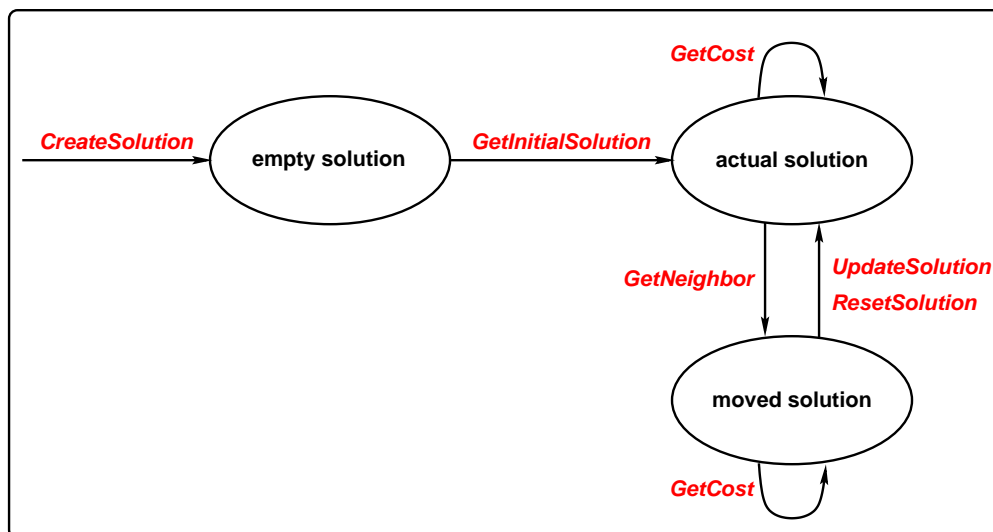 GetCost
CreateSolution
empty solution
GetInitialSolution
actual solution
GetNeighbor
UpdateSolution
ResetSolution
moved solution
GetCost